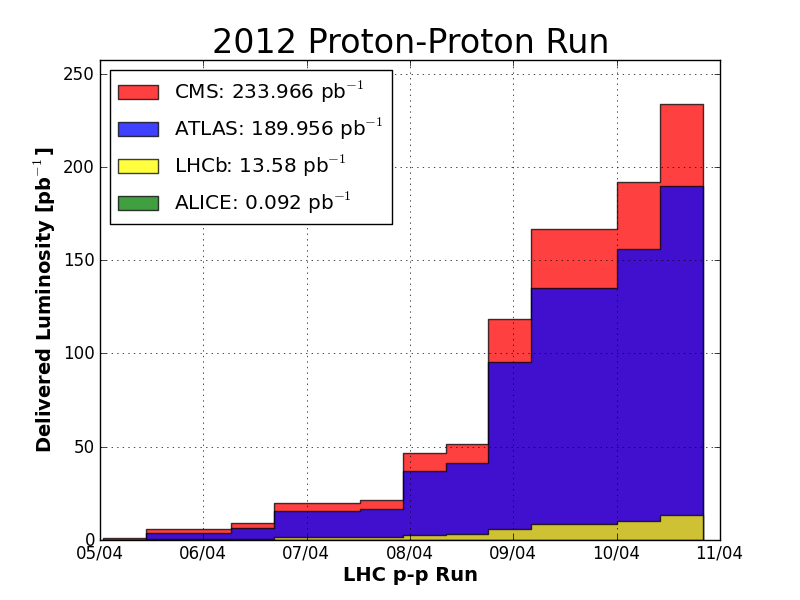 2012 Proton-Proton Run
CMS: 233.966 pb⁻¹
ATLAS: 189.956 pb⁻¹
LHCb: 13.58 pb⁻¹
ALICE: 0.092 pb⁻¹
Delivered Luminosity [pb⁻¹]
250
200
150
100
50
0
05/04 06/04 07/04 08/04 09/04 10/04 11/04
LHC p-p Run